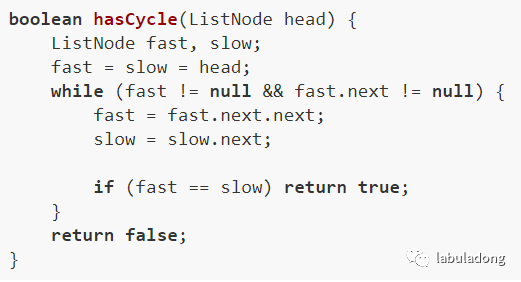 boolean hasCycle(ListNode head) {
    ListNode fast, slow;
    fast = slow = head;
    while (fast != null && fast.next != null) {
        fast = fast.next.next;
        slow = slow.next;

        if (fast == slow) return true;
    }
    return false;
}
labuladong